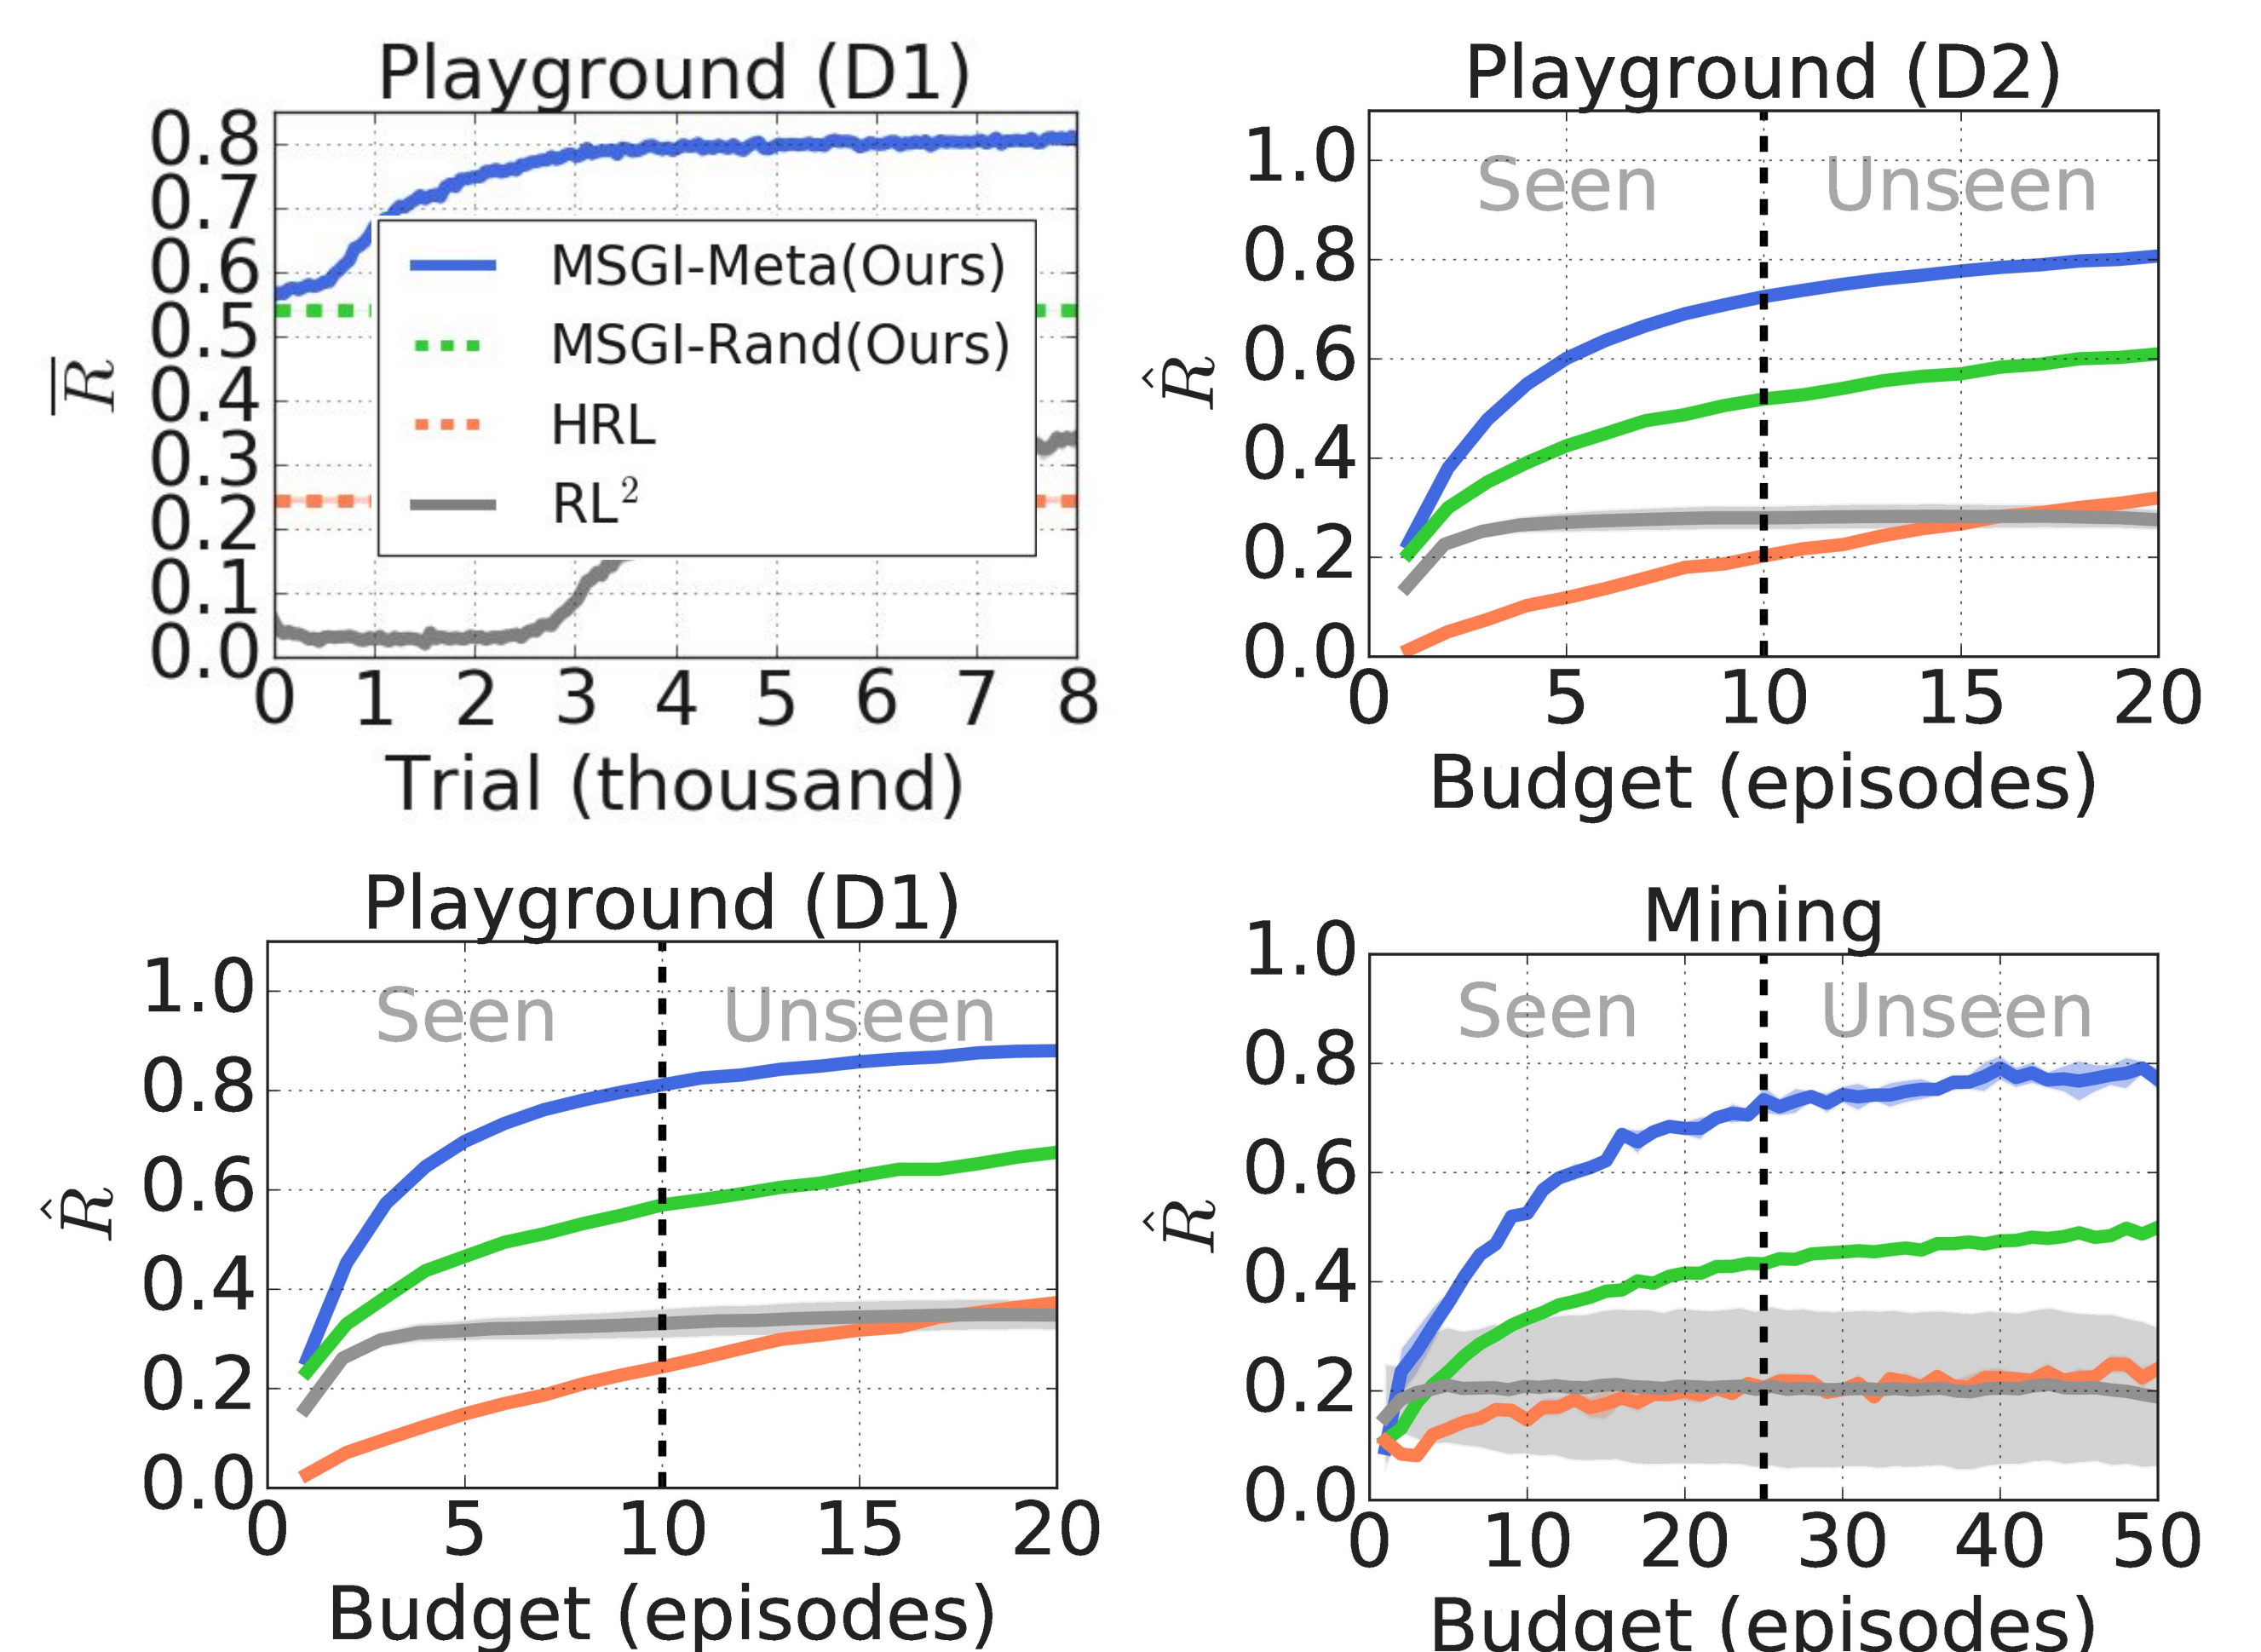 Playground (D1)
0.8
0.7
0.6
0.5
0.4
0.3
0.2
0.1
0.0
R
MSGI-Meta(Ours)
MSGI-Rand(Ours)
HRL
RL²
0 1 2 3 4 5 6 7 8
Trial (thousand)
Playground (D2)
1.0
0.8
0.6
0.4
0.2
0.0
R̂
Seen Unseen
0 5 10 15 20
Budget (episodes)
Playground (D1)
1.0
0.8
0.6
0.4
0.2
0.0
R̂
Seen Unseen
0 5 10 15 20
Budget (episodes)
Mining
1.0
0.8
0.6
0.4
0.2
0.0
R̂
Seen Unseen
0 10 20 30 40 50
Budget (episodes)